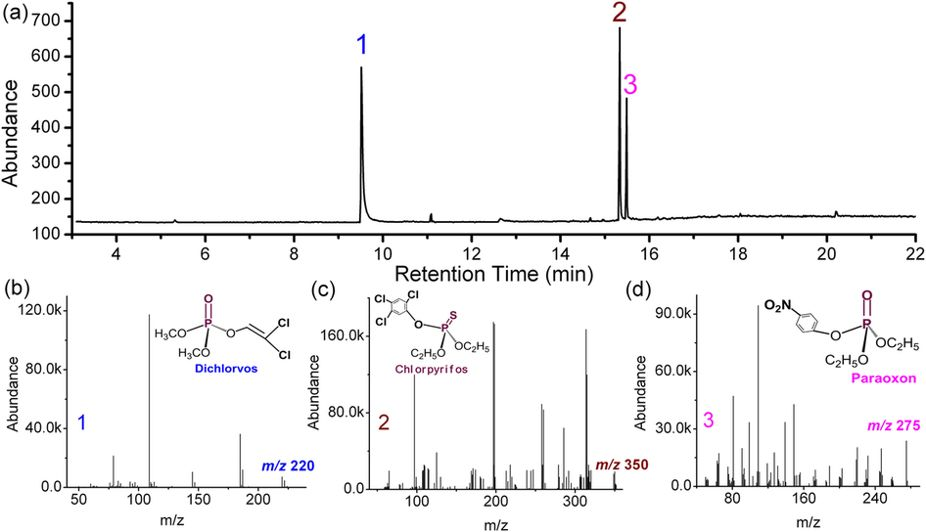 (a)
700
600
500
400
300
200
100
Abundance
1
2
3
4 6 8 10 12 14 16 18 20 22
Retention Time (min)
(b)
120.0k
80.0k
40.0k
0.0
Abundance
O
P
H₃CO
H₃CO
O
Cl
Cl
Dichlorvos
1
m/z 220
50 100 150 200
m/z
(c)
160.0k
80.0k
0.0
Abundance
Cl
Cl
Cl
O
S
P
O
O
C₂H₅
C₂H₅
Chlorpyrifos
2
m/z 350
100 200 300
m/z
(d)
90.0k
60.0k
30.0k
0.0
Abundance
O₂N
O
P
O
OC₂H₅
O
C₂H₅
Paraoxon
3
m/z 275
80 160 240
m/z